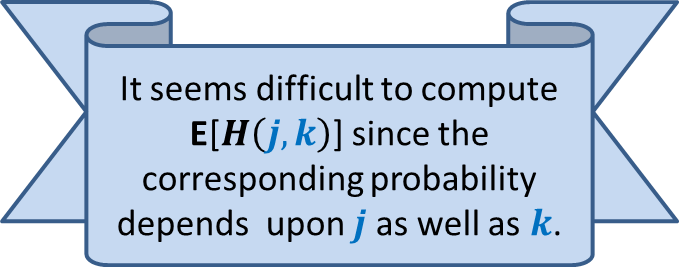 It seems difficult to compute
E[H(j,k)] since the
corresponding probability
depends upon j as well as k.